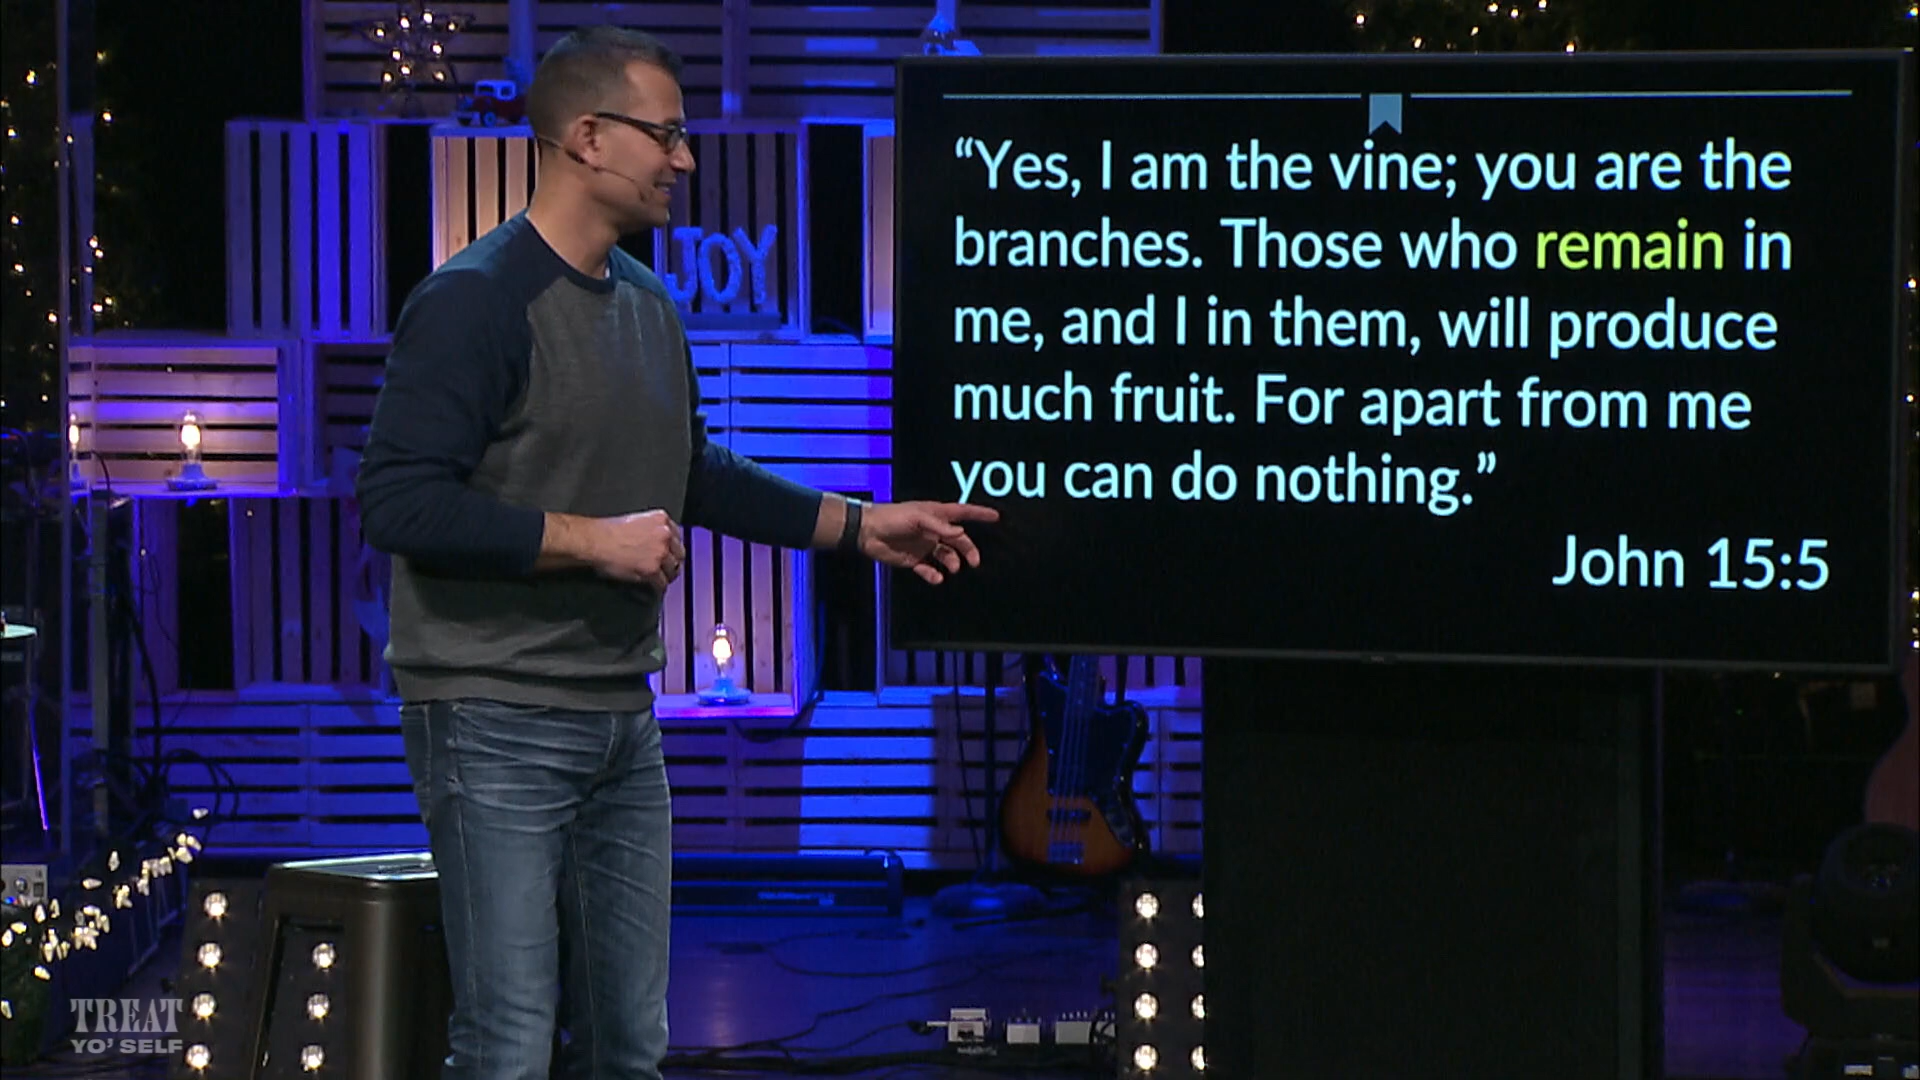 JOY
“Yes, I am the vine; you are the
branches. Those who remain in
me, and I in them, will produce
much fruit. For apart from me
you can do nothing.”
John 15:5
TREAT
YO’ SELF